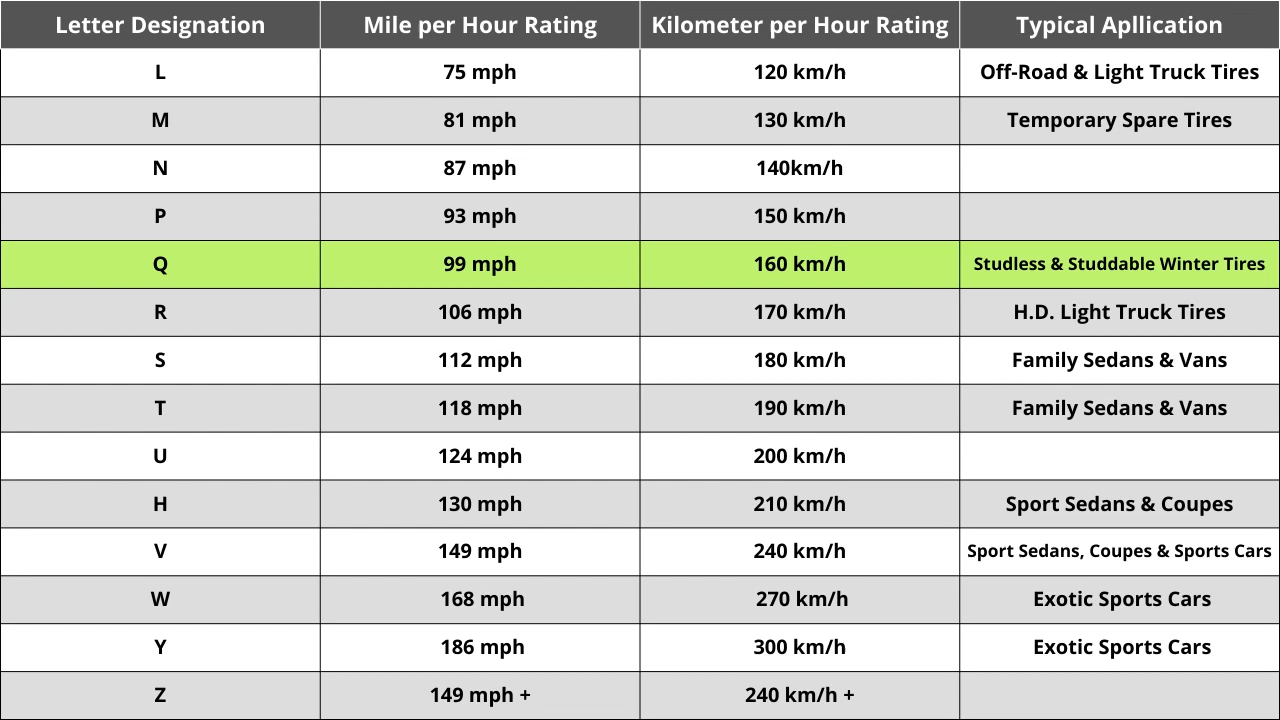 Letter Designation Mile per Hour Rating Kilometer per Hour Rating Typical Apllication
L 75 mph 120 km/h Off-Road & Light Truck Tires
M 81 mph 130 km/h Temporary Spare Tires
N 87 mph 140km/h
P 93 mph 150 km/h
Q 99 mph 160 km/h Studless & Studdable Winter Tires
R 106 mph 170 km/h H.D. Light Truck Tires
S 112 mph 180 km/h Family Sedans & Vans
T 118 mph 190 km/h Family Sedans & Vans
U 124 mph 200 km/h
H 130 mph 210 km/h Sport Sedans & Coupes
V 149 mph 240 km/h Sport Sedans, Coupes & Sports Cars
W 168 mph 270 km/h Exotic Sports Cars
Y 186 mph 300 km/h Exotic Sports Cars
Z 149 mph + 240 km/h +